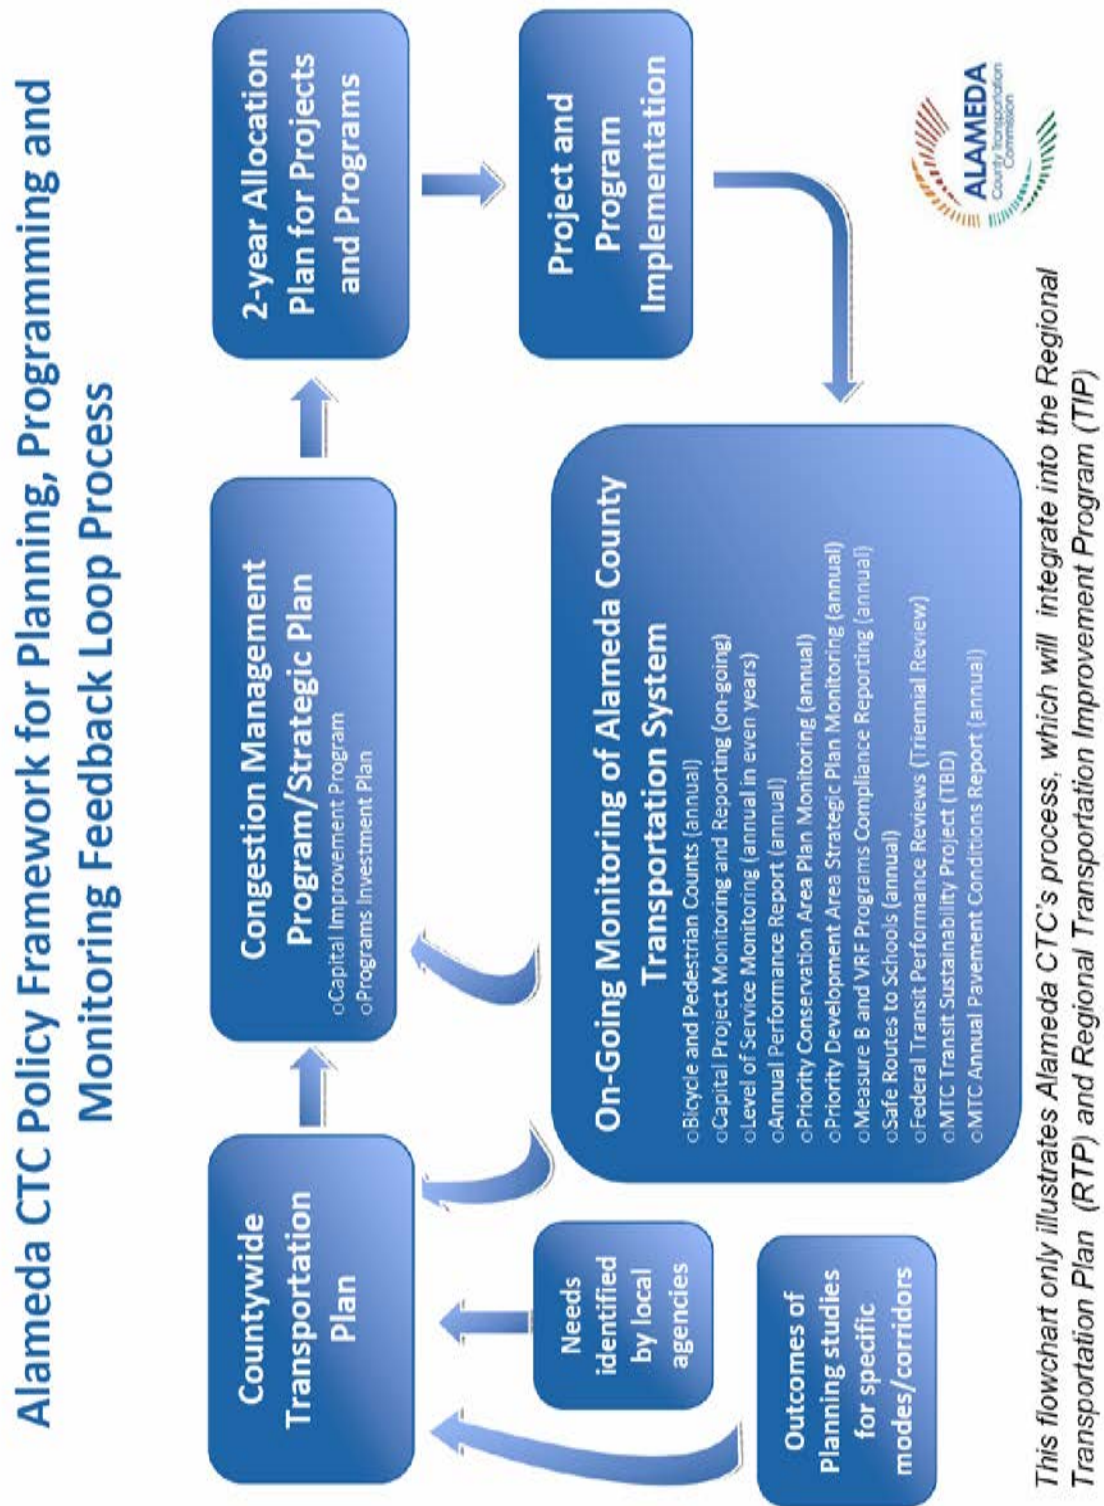 Alameda CTC Policy Framework for Planning, Programming and
Monitoring Feedback Loop Process
Countywide
Transportation
Plan
Congestion Management
Program/Strategic Plan
○Capital Improvement Program
○Programs Investment Plan
2-year Allocation
Plan for Projects
and Programs
Project and
Program
Implementation
Needs
identified
by local
agencies
Outcomes of
Planning studies
for specific
modes/corridors
On-Going Monitoring of Alameda County
Transportation System
○Bicycle and Pedestrian Counts (annual)
○Capital Project Monitoring and Reporting (on-going)
○Level of Service Monitoring (annual in even years)
○Annual Performance Report (annual)
○Priority Conservation Area Plan Monitoring (annual)
○Priority Development Area Strategic Plan Monitoring (annual)
○Measure B and VRF Programs Compliance Reporting (annual)
○Safe Routes to Schools (annual)
○Federal Transit Performance Reviews (Triennial Review)
○MTC Transit Sustainability Project (TBD)
○MTC Annual Pavement Conditions Report (annual)
ALAMEDA
County Transportation
Commission
This flowchart only illustrates Alameda CTC's process, which will integrate into the Regional
Transportation Plan (RTP) and Regional Transportation Improvement Program (TIP)